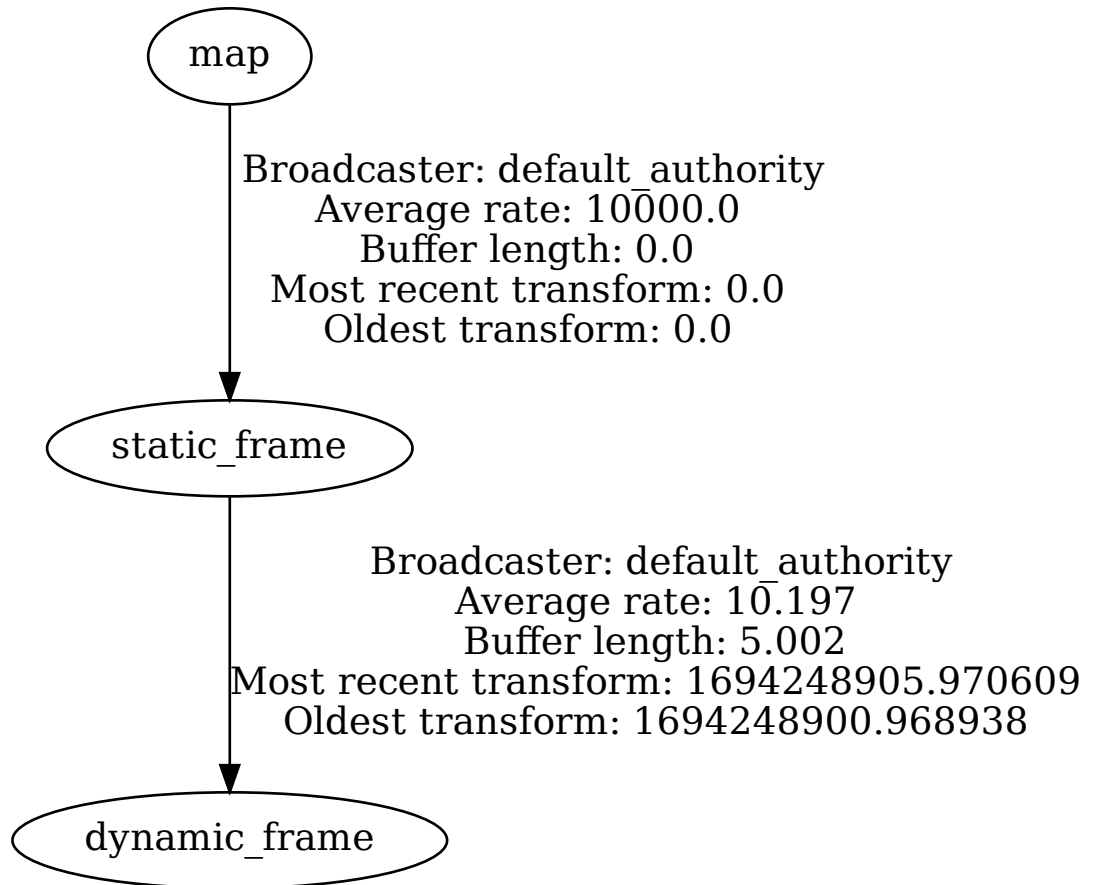 map
Broadcaster: default_authority
Average rate: 10000.0
Buffer length: 0.0
Most recent transform: 0.0
Oldest transform: 0.0
static_frame
Broadcaster: default_authority
Average rate: 10.197
Buffer length: 5.002
Most recent transform: 1694248905.970609
Oldest transform: 1694248900.968938
dynamic_frame